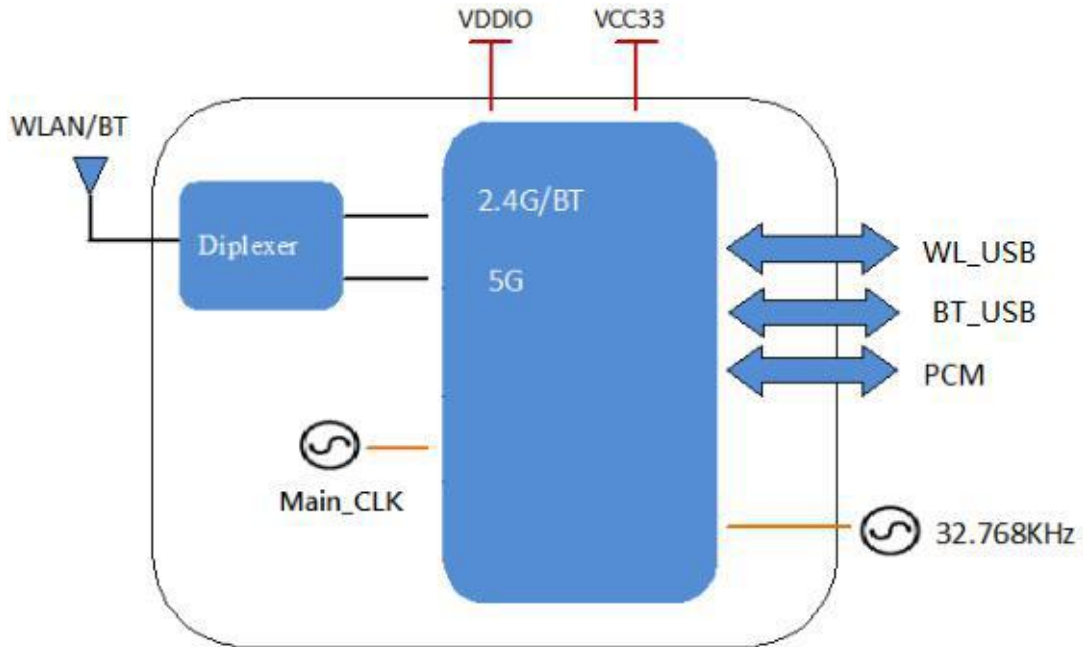 VDDIO
VCC33
WLAN/BT
Diplexer
2.4G/BT
5G
WL_USB
BT_USB
PCM
Main_CLK
32.768KHz